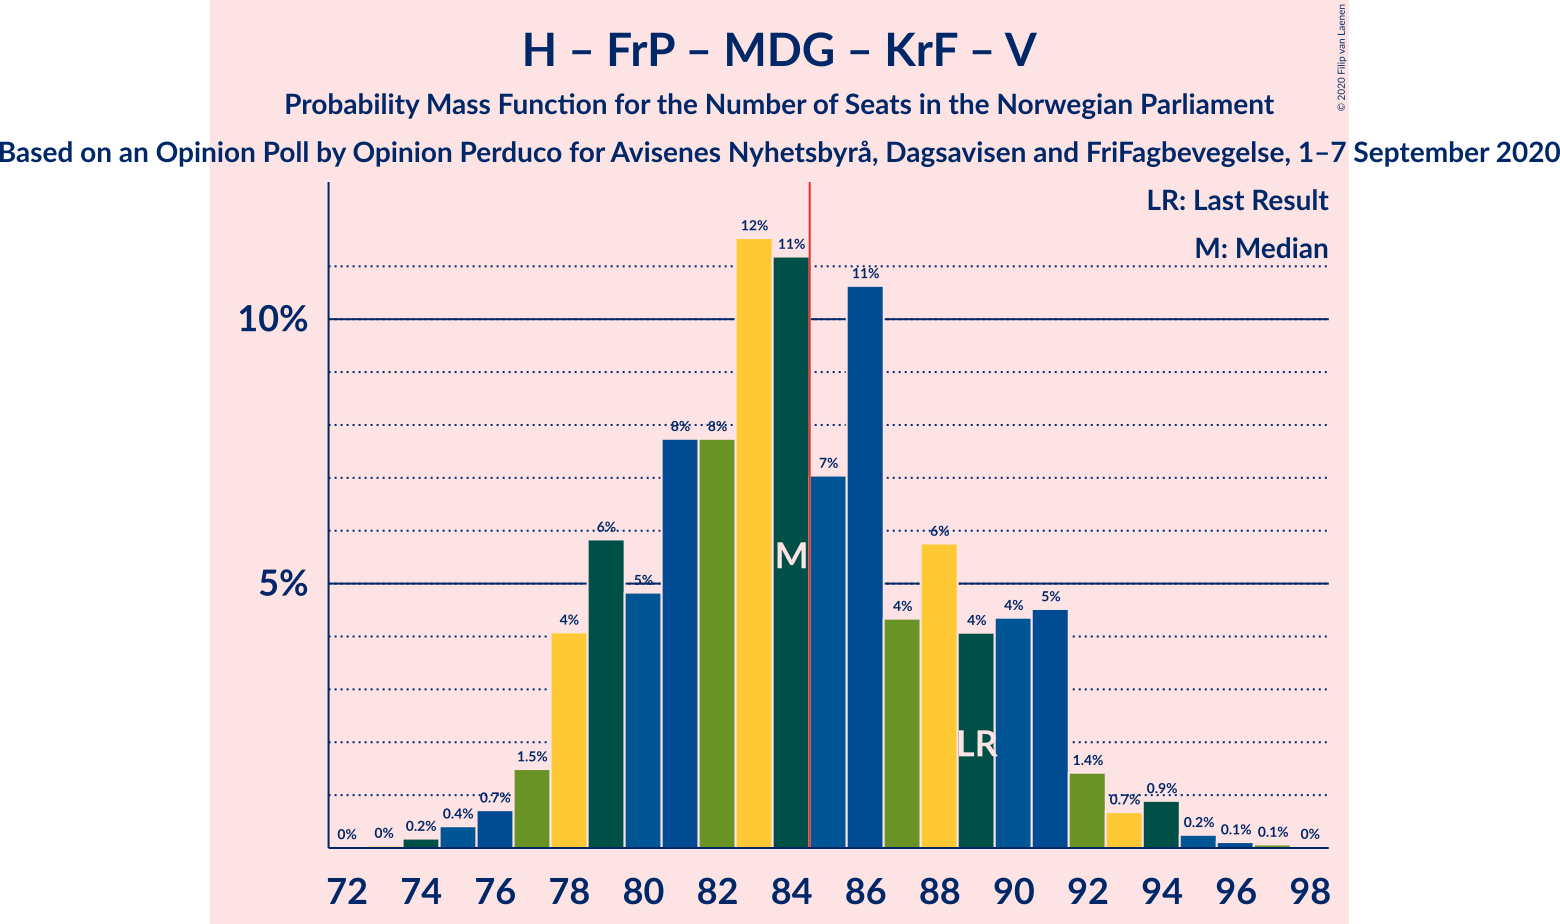 H – FrP – MDG – KrF – V
© 2020 Filip van Laenen
Probability Mass Function for the Number of Seats in the Norwegian Parliament
Based on an Opinion Poll by Opinion Perduco for Avisenes Nyhetsbyrå, Dagsavisen and FriFagbevegelse, 1–7 September 2020
LR: Last Result
M: Median
10%
5%
0% 0% 0.2% 0.4% 0.7% 1.5% 4% 6% 5% 8% 8% 12% 11% 7% 11% 4% 6% 4% 4% 5% 1.4% 0.7% 0.9% 0.2% 0.1% 0.1% 0%
M
LR
72 74 76 78 80 82 84 86 88 90 92 94 96 98